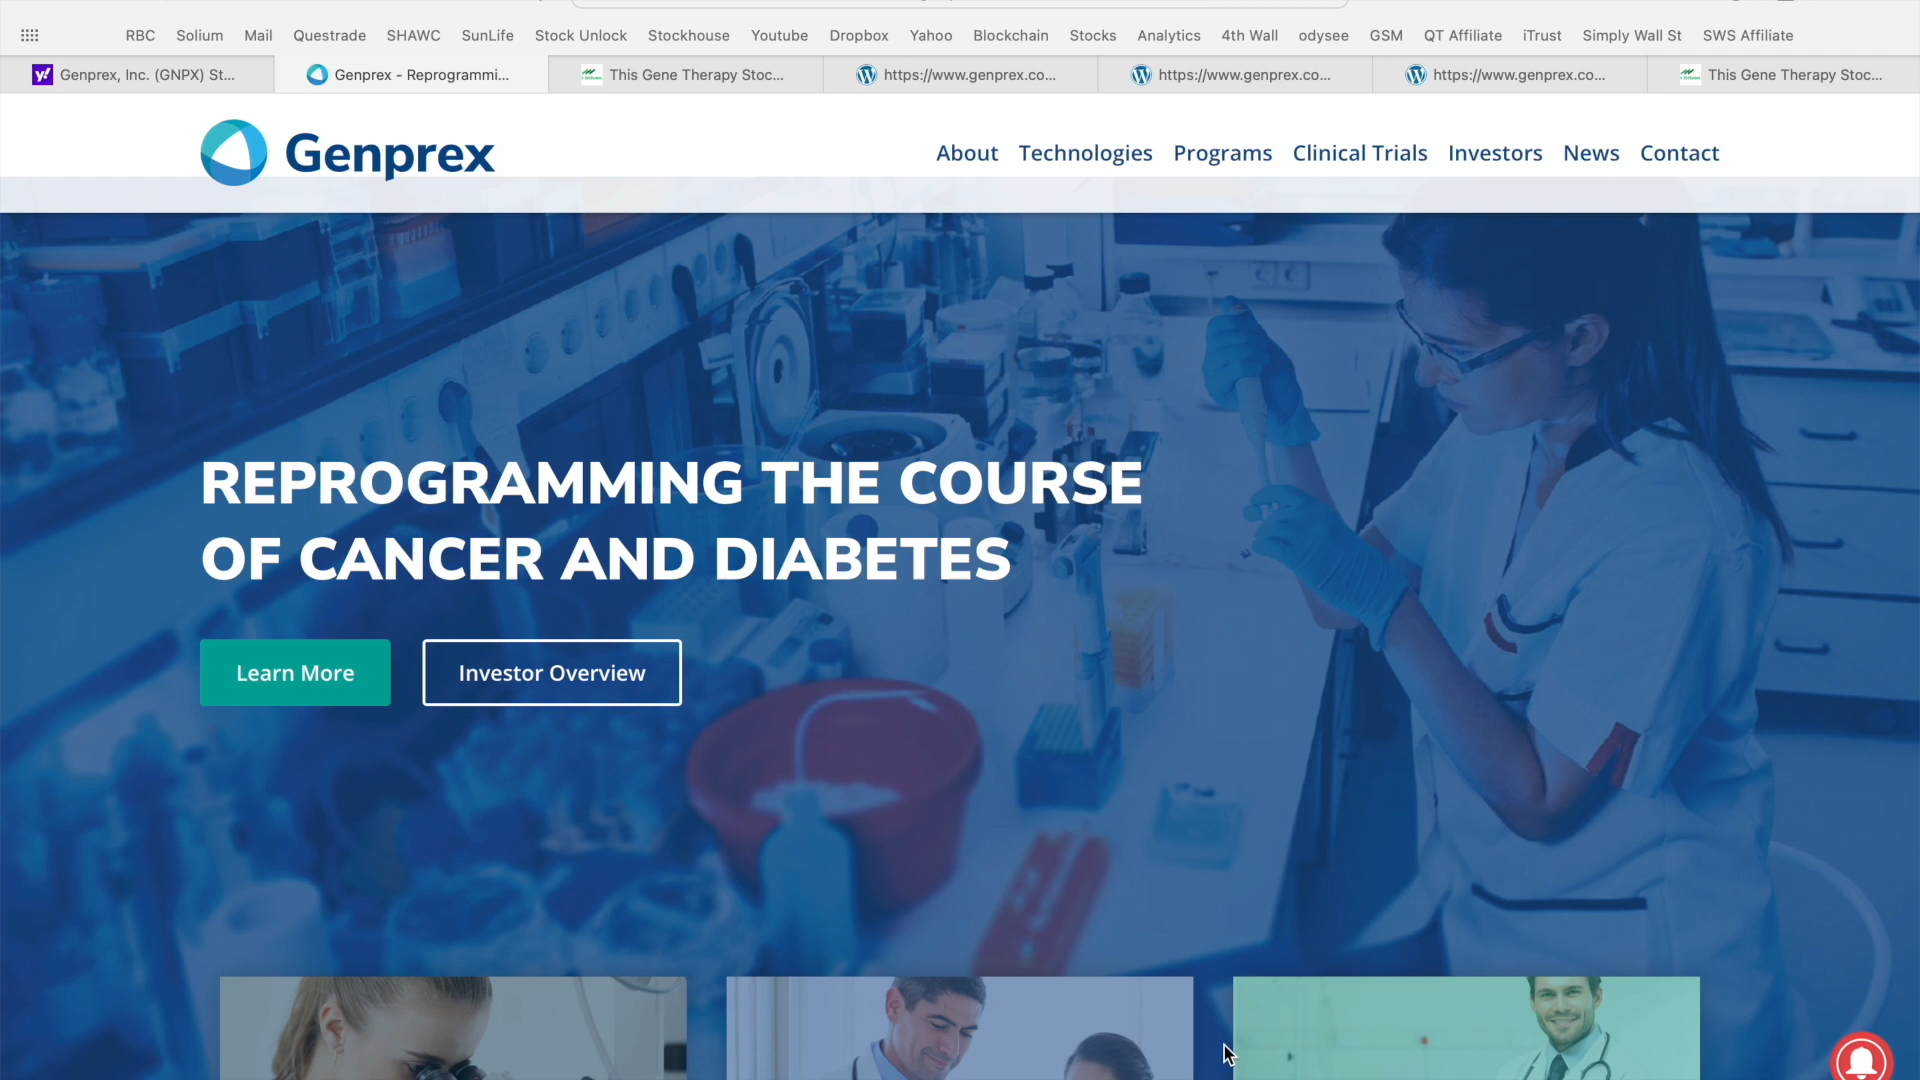 RBC Solium Mail Questrade SHAWC SunLife Stock Unlock Stockhouse Youtube Dropbox Yahoo Blockchain Stocks Analytics 4th Wall odysee GSM QT Affiliate iTrust Simply Wall St SWS Affiliate
y! Genprex, Inc. (GNPX) St... Genprex - Reprogrammi... This Gene Therapy Stoc... https://www.genprex.co... https://www.genprex.co... https://www.genprex.co... This Gene Therapy Stoc...
Genprex About Technologies Programs Clinical Trials Investors News Contact
REPROGRAMMING THE COURSE
OF CANCER AND DIABETES
Learn More Investor Overview